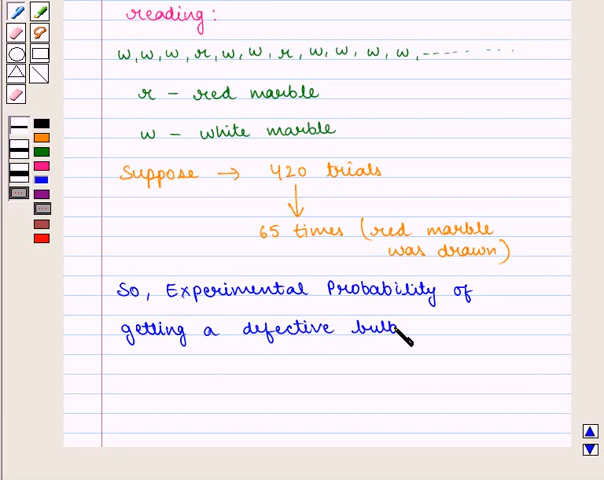 reading:
w, w, w, r, w, w, r, w, w, w, w, ------ ---
r - red marble
w - white marble
Suppose → 420 trials
65 times (red marble
was drawn)
So, Experimental Probability of
getting a defective bulb